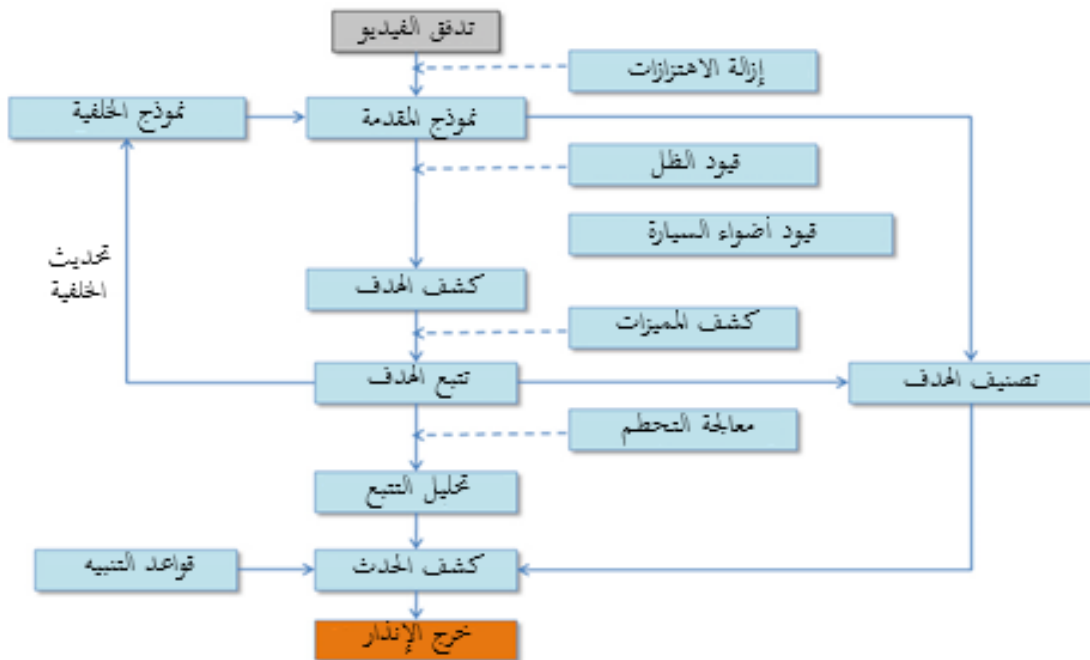 تدفق الفيديو
إزالة الاهتزازات
نموذج الخلفية
نموذج المقدمة
قيود الظل
قيود أضواء السيارة
تحديث
الخلفية
كشف الهدف
كشف المميزات
تتبع الهدف
تصنيف الهدف
معالجة التحطم
تحليل التتبع
قواعد التنبيه
كشف الحدث
خرج الإنذار